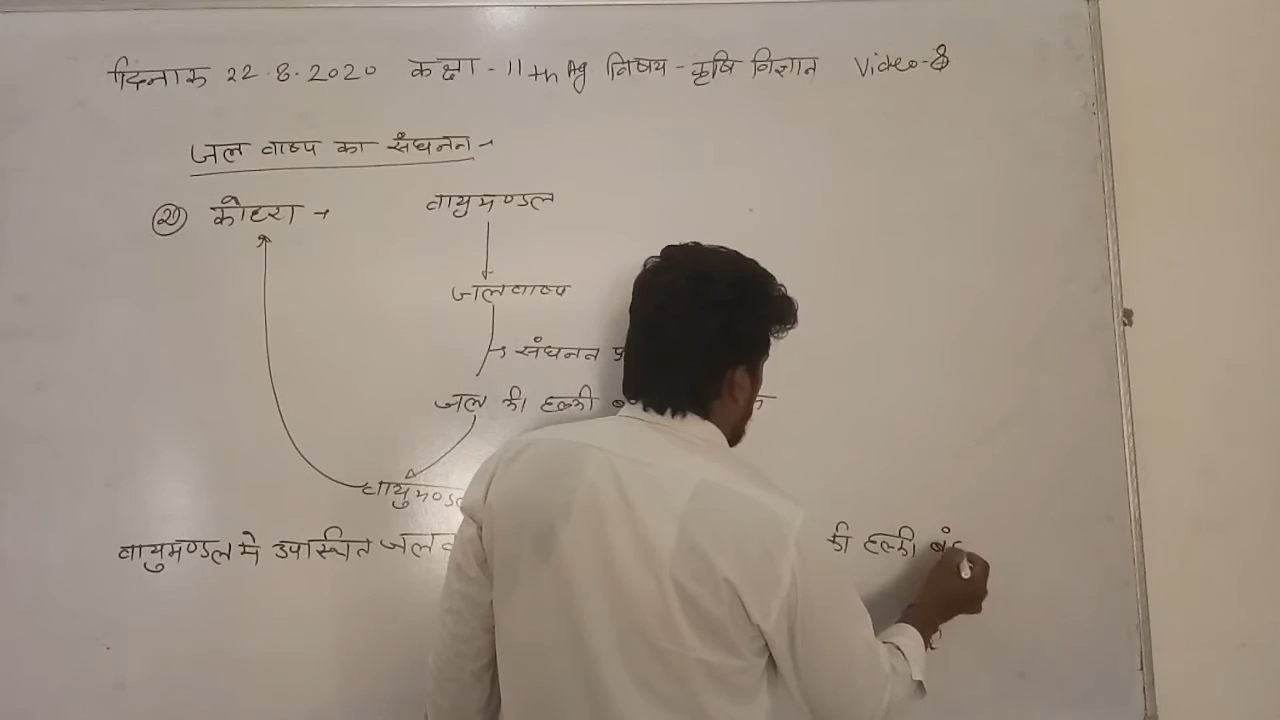 दिनाक 22.8.2020 कक्षा - 11th Ag विषय - कृषि विज्ञान Video-8
जल वाष्प का संघनन →
(2) कोहरा → वायुमण्डल
जलवाष्प
→ संघनन
जल की हल्की
वायुमण्डल
वायुमण्डल मे उपस्थित जल की हल्की